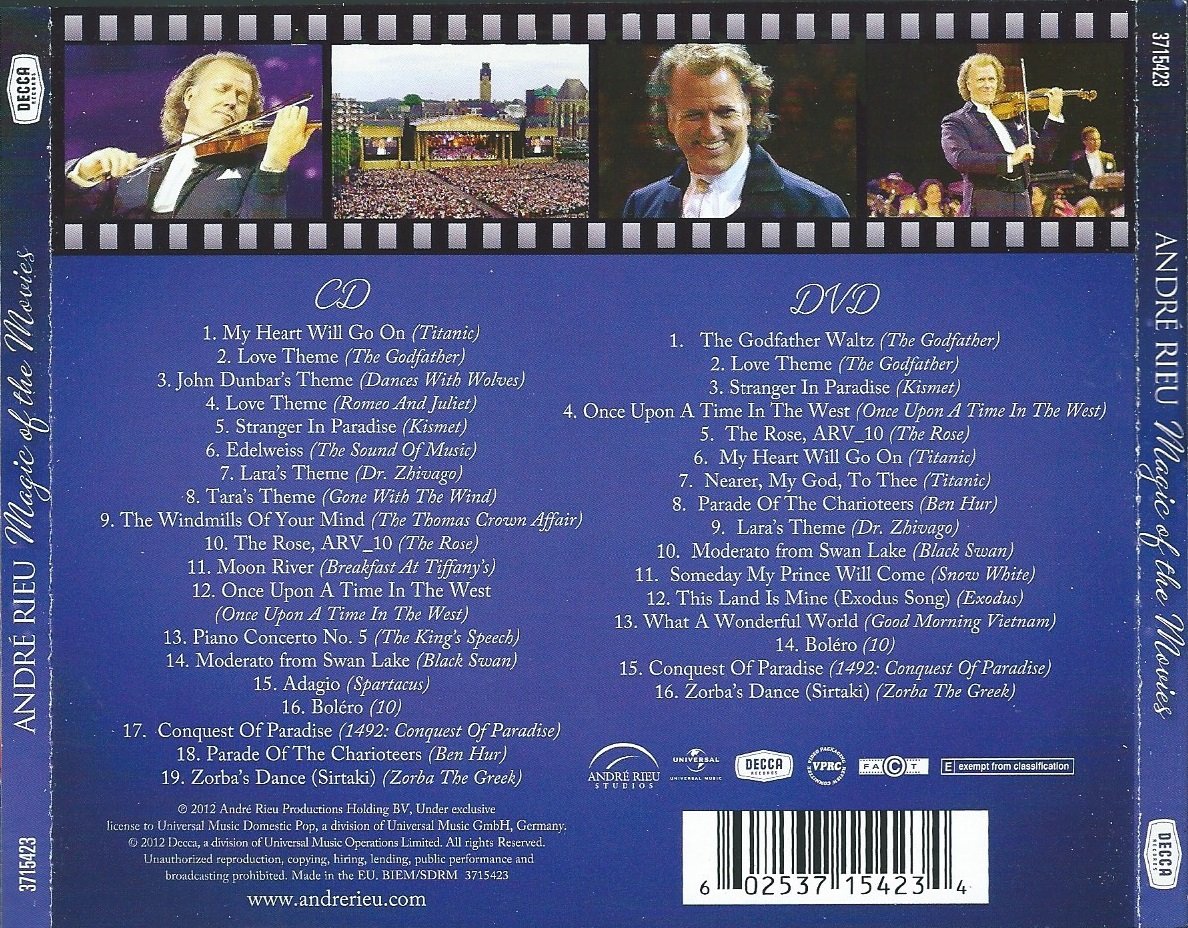 DECCA
RECORDS
ANDRÉ RIEU Magic of the Movies
3715423
CD
1. My Heart Will Go On (Titanic)
2. Love Theme (The Godfather)
3. John Dunbar's Theme (Dances With Wolves)
4. Love Theme (Romeo And Juliet)
5. Stranger In Paradise (Kismet)
6. Edelweiss (The Sound Of Music)
7. Lara's Theme (Dr. Zhivago)
8. Tara's Theme (Gone With The Wind)
9. The Windmills Of Your Mind (The Thomas Crown Affair)
10. The Rose, ARV_10 (The Rose)
11. Moon River (Breakfast At Tiffany's)
12. Once Upon A Time In The West
(Once Upon A Time In The West)
13. Piano Concerto No. 5 (The King's Speech)
14. Moderato from Swan Lake (Black Swan)
15. Adagio (Spartacus)
16. Boléro (10)
17. Conquest Of Paradise (1492: Conquest Of Paradise)
18. Parade Of The Charioteers (Ben Hur)
19. Zorba's Dance (Sirtaki) (Zorba The Greek)
℗ 2012 André Rieu Productions Holding BV, Under exclusive
license to Universal Music Domestic Pop, a division of Universal Music GmbH, Germany.
© 2012 Decca, a division of Universal Music Operations Limited. All rights Reserved.
Unauthorized reproduction, copying, hiring, lending, public performance and
broadcasting prohibited. Made in the EU. BIEM/SDRM 3715423
www.andrerieu.com
DVD
1. The Godfather Waltz (The Godfather)
2. Love Theme (The Godfather)
3. Stranger In Paradise (Kismet)
4. Once Upon A Time In The West (Once Upon A Time In The West)
5. The Rose, ARV_10 (The Rose)
6. My Heart Will Go On (Titanic)
7. Nearer, My God, To Thee (Titanic)
8. Parade Of The Charioteers (Ben Hur)
9. Lara's Theme (Dr. Zhivago)
10. Moderato from Swan Lake (Black Swan)
11. Someday My Prince Will Come (Snow White)
12. This Land Is Mine (Exodus Song) (Exodus)
13. What A Wonderful World (Good Morning Vietnam)
14. Boléro (10)
15. Conquest Of Paradise (1492: Conquest Of Paradise)
16. Zorba's Dance (Sirtaki) (Zorba The Greek)
ANDRÉ RIEU
STUDIOS
UNIVERSAL
UNIVERSAL MUSIC
DECCA
RECORDS
VPRC
FACT
E exempt from classification
6 02537 15423 4
3715423
ANDRÉ RIEU Magic of the Movies
DECCA
RECORDS